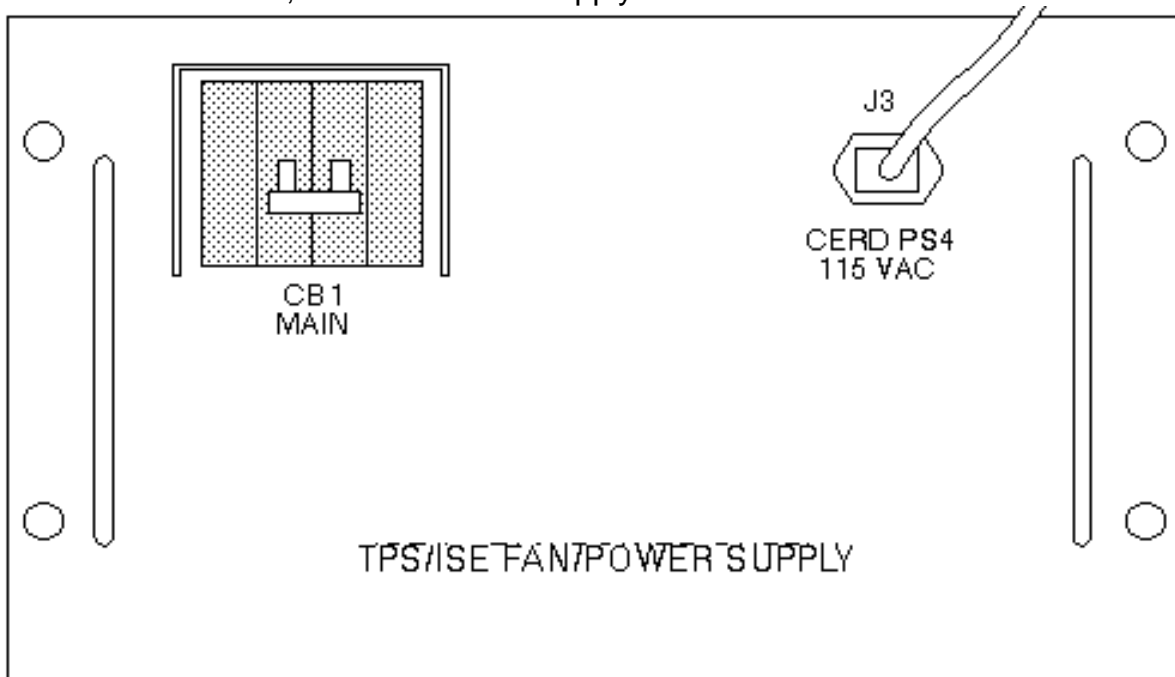 J3
CERD PS4
115 VAC
CB1
MAIN
TPS/ISE FAN/POWER SUPPLY